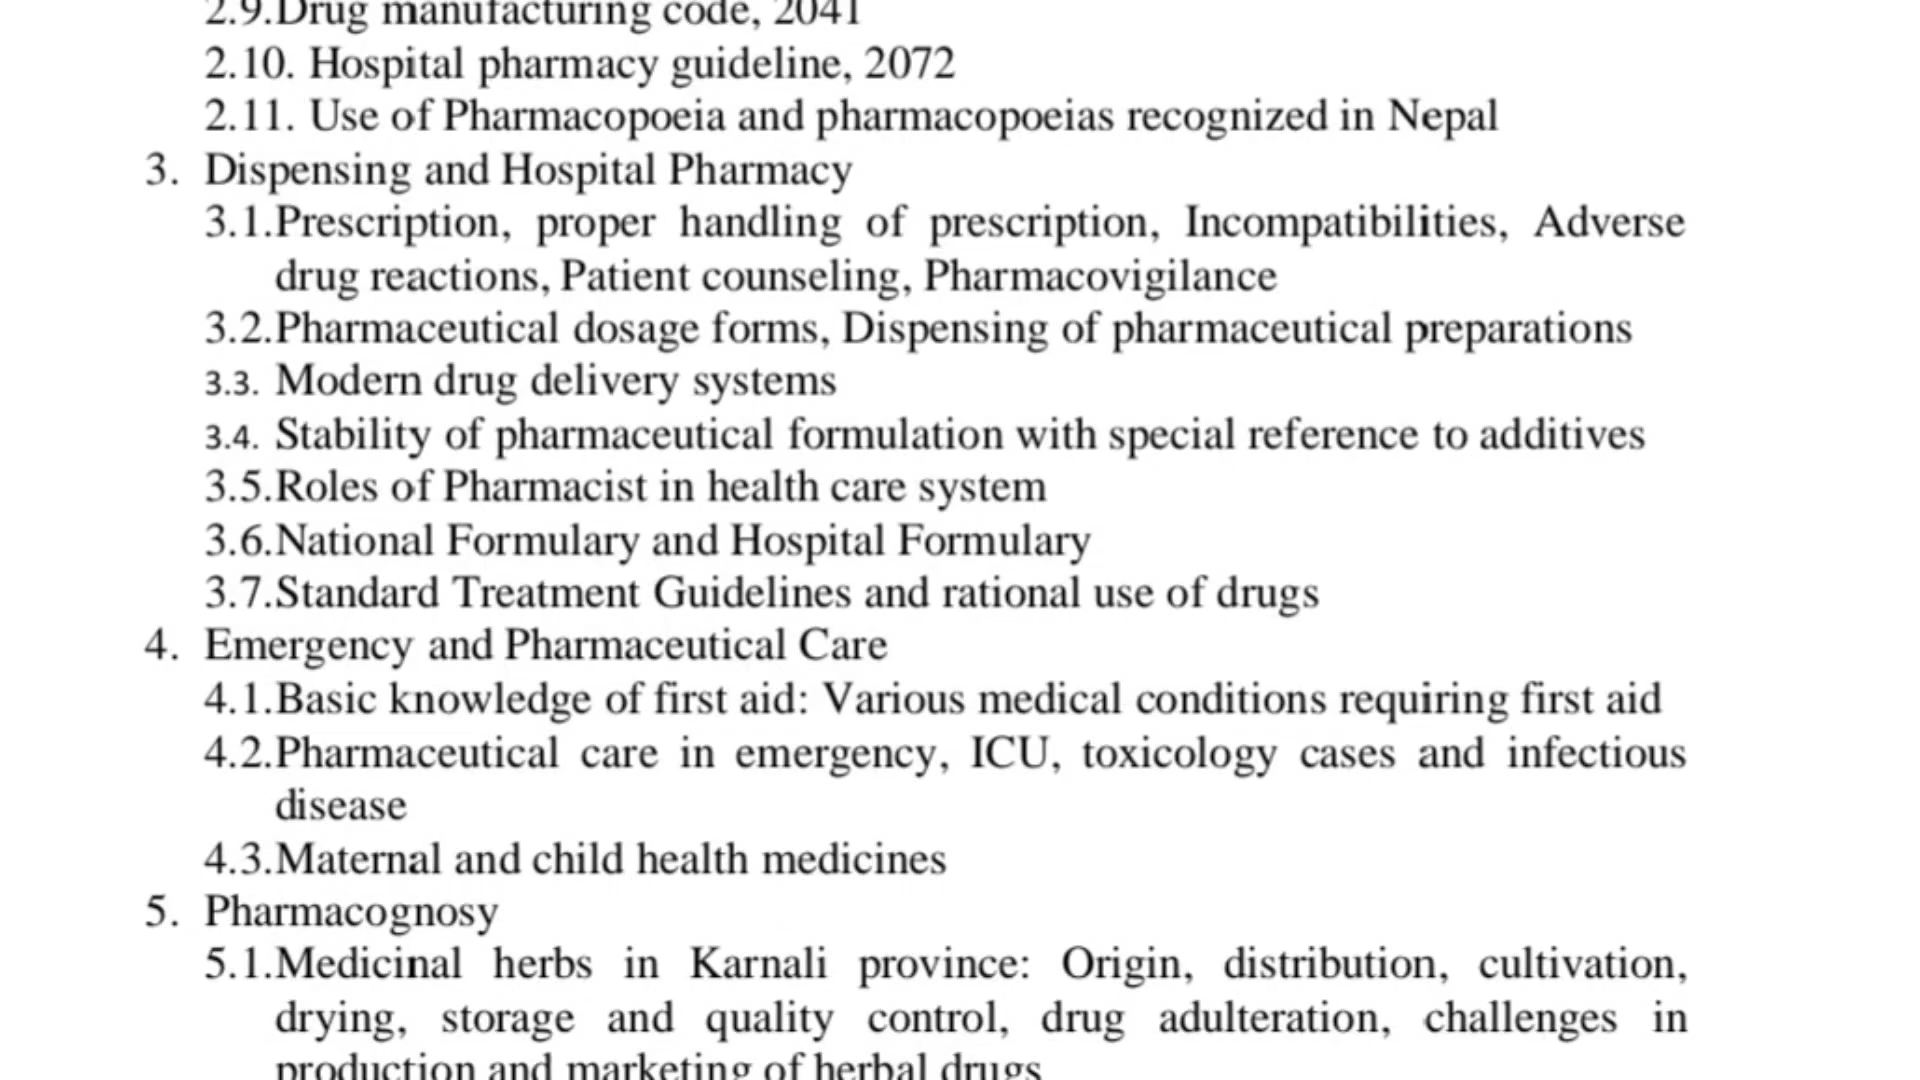 2.9.Drug manufacturing code, 2041
2.10. Hospital pharmacy guideline, 2072
2.11. Use of Pharmacopoeia and pharmacopoeias recognized in Nepal
3. Dispensing and Hospital Pharmacy
3.1.Prescription, proper handling of prescription, Incompatibilities, Adverse
drug reactions, Patient counseling, Pharmacovigilance
3.2.Pharmaceutical dosage forms, Dispensing of pharmaceutical preparations
3.3. Modern drug delivery systems
3.4. Stability of pharmaceutical formulation with special reference to additives
3.5.Roles of Pharmacist in health care system
3.6.National Formulary and Hospital Formulary
3.7.Standard Treatment Guidelines and rational use of drugs
4. Emergency and Pharmaceutical Care
4.1.Basic knowledge of first aid: Various medical conditions requiring first aid
4.2.Pharmaceutical care in emergency, ICU, toxicology cases and infectious
disease
4.3.Maternal and child health medicines
5. Pharmacognosy
5.1.Medicinal herbs in Karnali province: Origin, distribution, cultivation,
drying, storage and quality control, drug adulteration, challenges in
production and marketing of herbal drugs